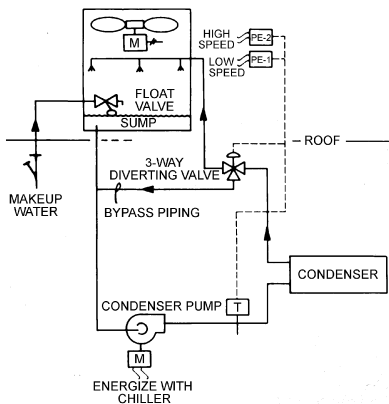 HIGH
SPEED
PE-2
M
LOW
SPEED
PE-1
FLOAT
VALVE
SUMP
ROOF
3-WAY
DIVERTING VALVE
MAKEUP
WATER
BYPASS PIPING
CONDENSER
CONDENSER PUMP
T
M
ENERGIZE WITH
CHILLER